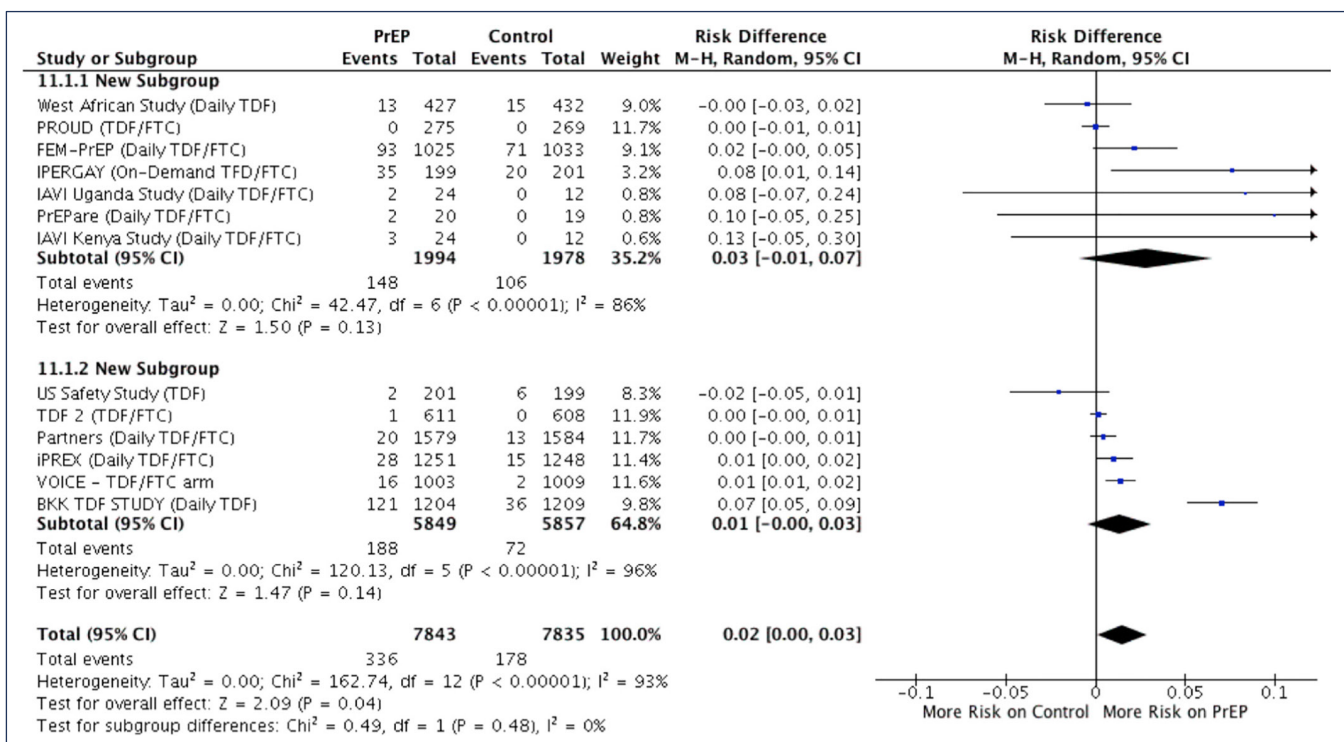 PrEP Control Risk Difference Risk Difference
Study or Subgroup Events Total Events Total Weight M-H, Random, 95% CI M-H, Random, 95% CI
11.1.1 New Subgroup
West African Study (Daily TDF) 13 427 15 432 9.0% -0.00 [-0.03, 0.02]
PROUD (TDF/FTC) 0 275 0 269 11.7% 0.00 [-0.01, 0.01]
FEM-PrEP (Daily TDF/FTC) 93 1025 71 1033 9.1% 0.02 [-0.00, 0.05]
IPERGAY (On-Demand TFD/FTC) 35 199 20 201 3.2% 0.08 [0.01, 0.14]
IAVI Uganda Study (Daily TDF/FTC) 2 24 0 12 0.8% 0.08 [-0.07, 0.24]
PrEPare (Daily TDF/FTC) 2 20 0 19 0.8% 0.10 [-0.05, 0.25]
IAVI Kenya Study (Daily TDF/FTC) 3 24 0 12 0.6% 0.13 [-0.05, 0.30]
Subtotal (95% CI) 1994 1978 35.2% 0.03 [-0.01, 0.07]
Total events 148 106
Heterogeneity: Tau² = 0.00; Chi² = 42.47, df = 6 (P < 0.00001); I² = 86%
Test for overall effect: Z = 1.50 (P = 0.13)
11.1.2 New Subgroup
US Safety Study (TDF) 2 201 6 199 8.3% -0.02 [-0.05, 0.01]
TDF 2 (TDF/FTC) 1 611 0 608 11.9% 0.00 [-0.00, 0.01]
Partners (Daily TDF/FTC) 20 1579 13 1584 11.7% 0.00 [-0.00, 0.01]
iPREX (Daily TDF/FTC) 28 1251 15 1248 11.4% 0.01 [0.00, 0.02]
VOICE - TDF/FTC arm 16 1003 2 1009 11.6% 0.01 [0.01, 0.02]
BKK TDF STUDY (Daily TDF) 121 1204 36 1209 9.8% 0.07 [0.05, 0.09]
Subtotal (95% CI) 5849 5857 64.8% 0.01 [-0.00, 0.03]
Total events 188 72
Heterogeneity: Tau² = 0.00; Chi² = 120.13, df = 5 (P < 0.00001); I² = 96%
Test for overall effect: Z = 1.47 (P = 0.14)
Total (95% CI) 7843 7835 100.0% 0.02 [0.00, 0.03]
Total events 336 178
Heterogeneity: Tau² = 0.00; Chi² = 162.74, df = 12 (P < 0.00001); I² = 93%
Test for overall effect: Z = 2.09 (P = 0.04)
Test for subgroup differences: Chi² = 0.49, df = 1 (P = 0.48), I² = 0%
-0.1 -0.05 0 0.05 0.1
More Risk on Control More Risk on PrEP